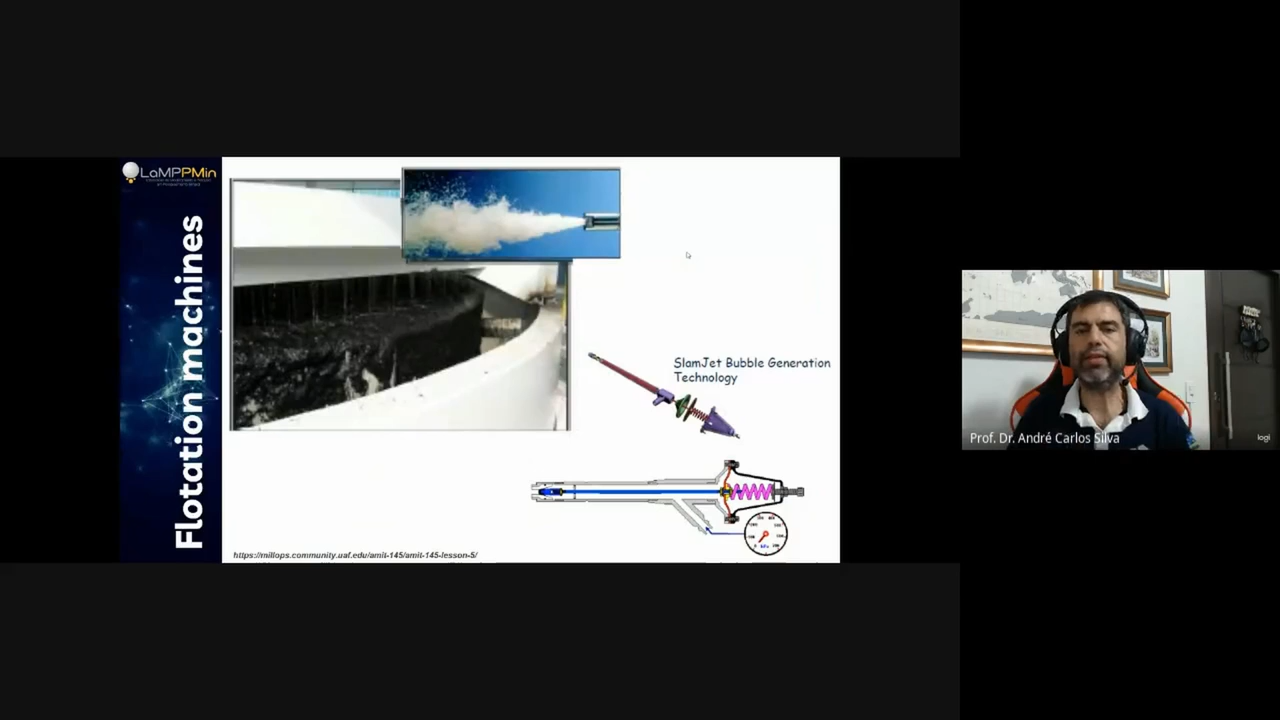 LaMPPMin
Flotation machines
SlamJet Bubble Generation
Technology
https://millops.community.uaf.edu/amit-145/amit-145-lesson-5/
Prof. Dr. André Carlos Silva
logi